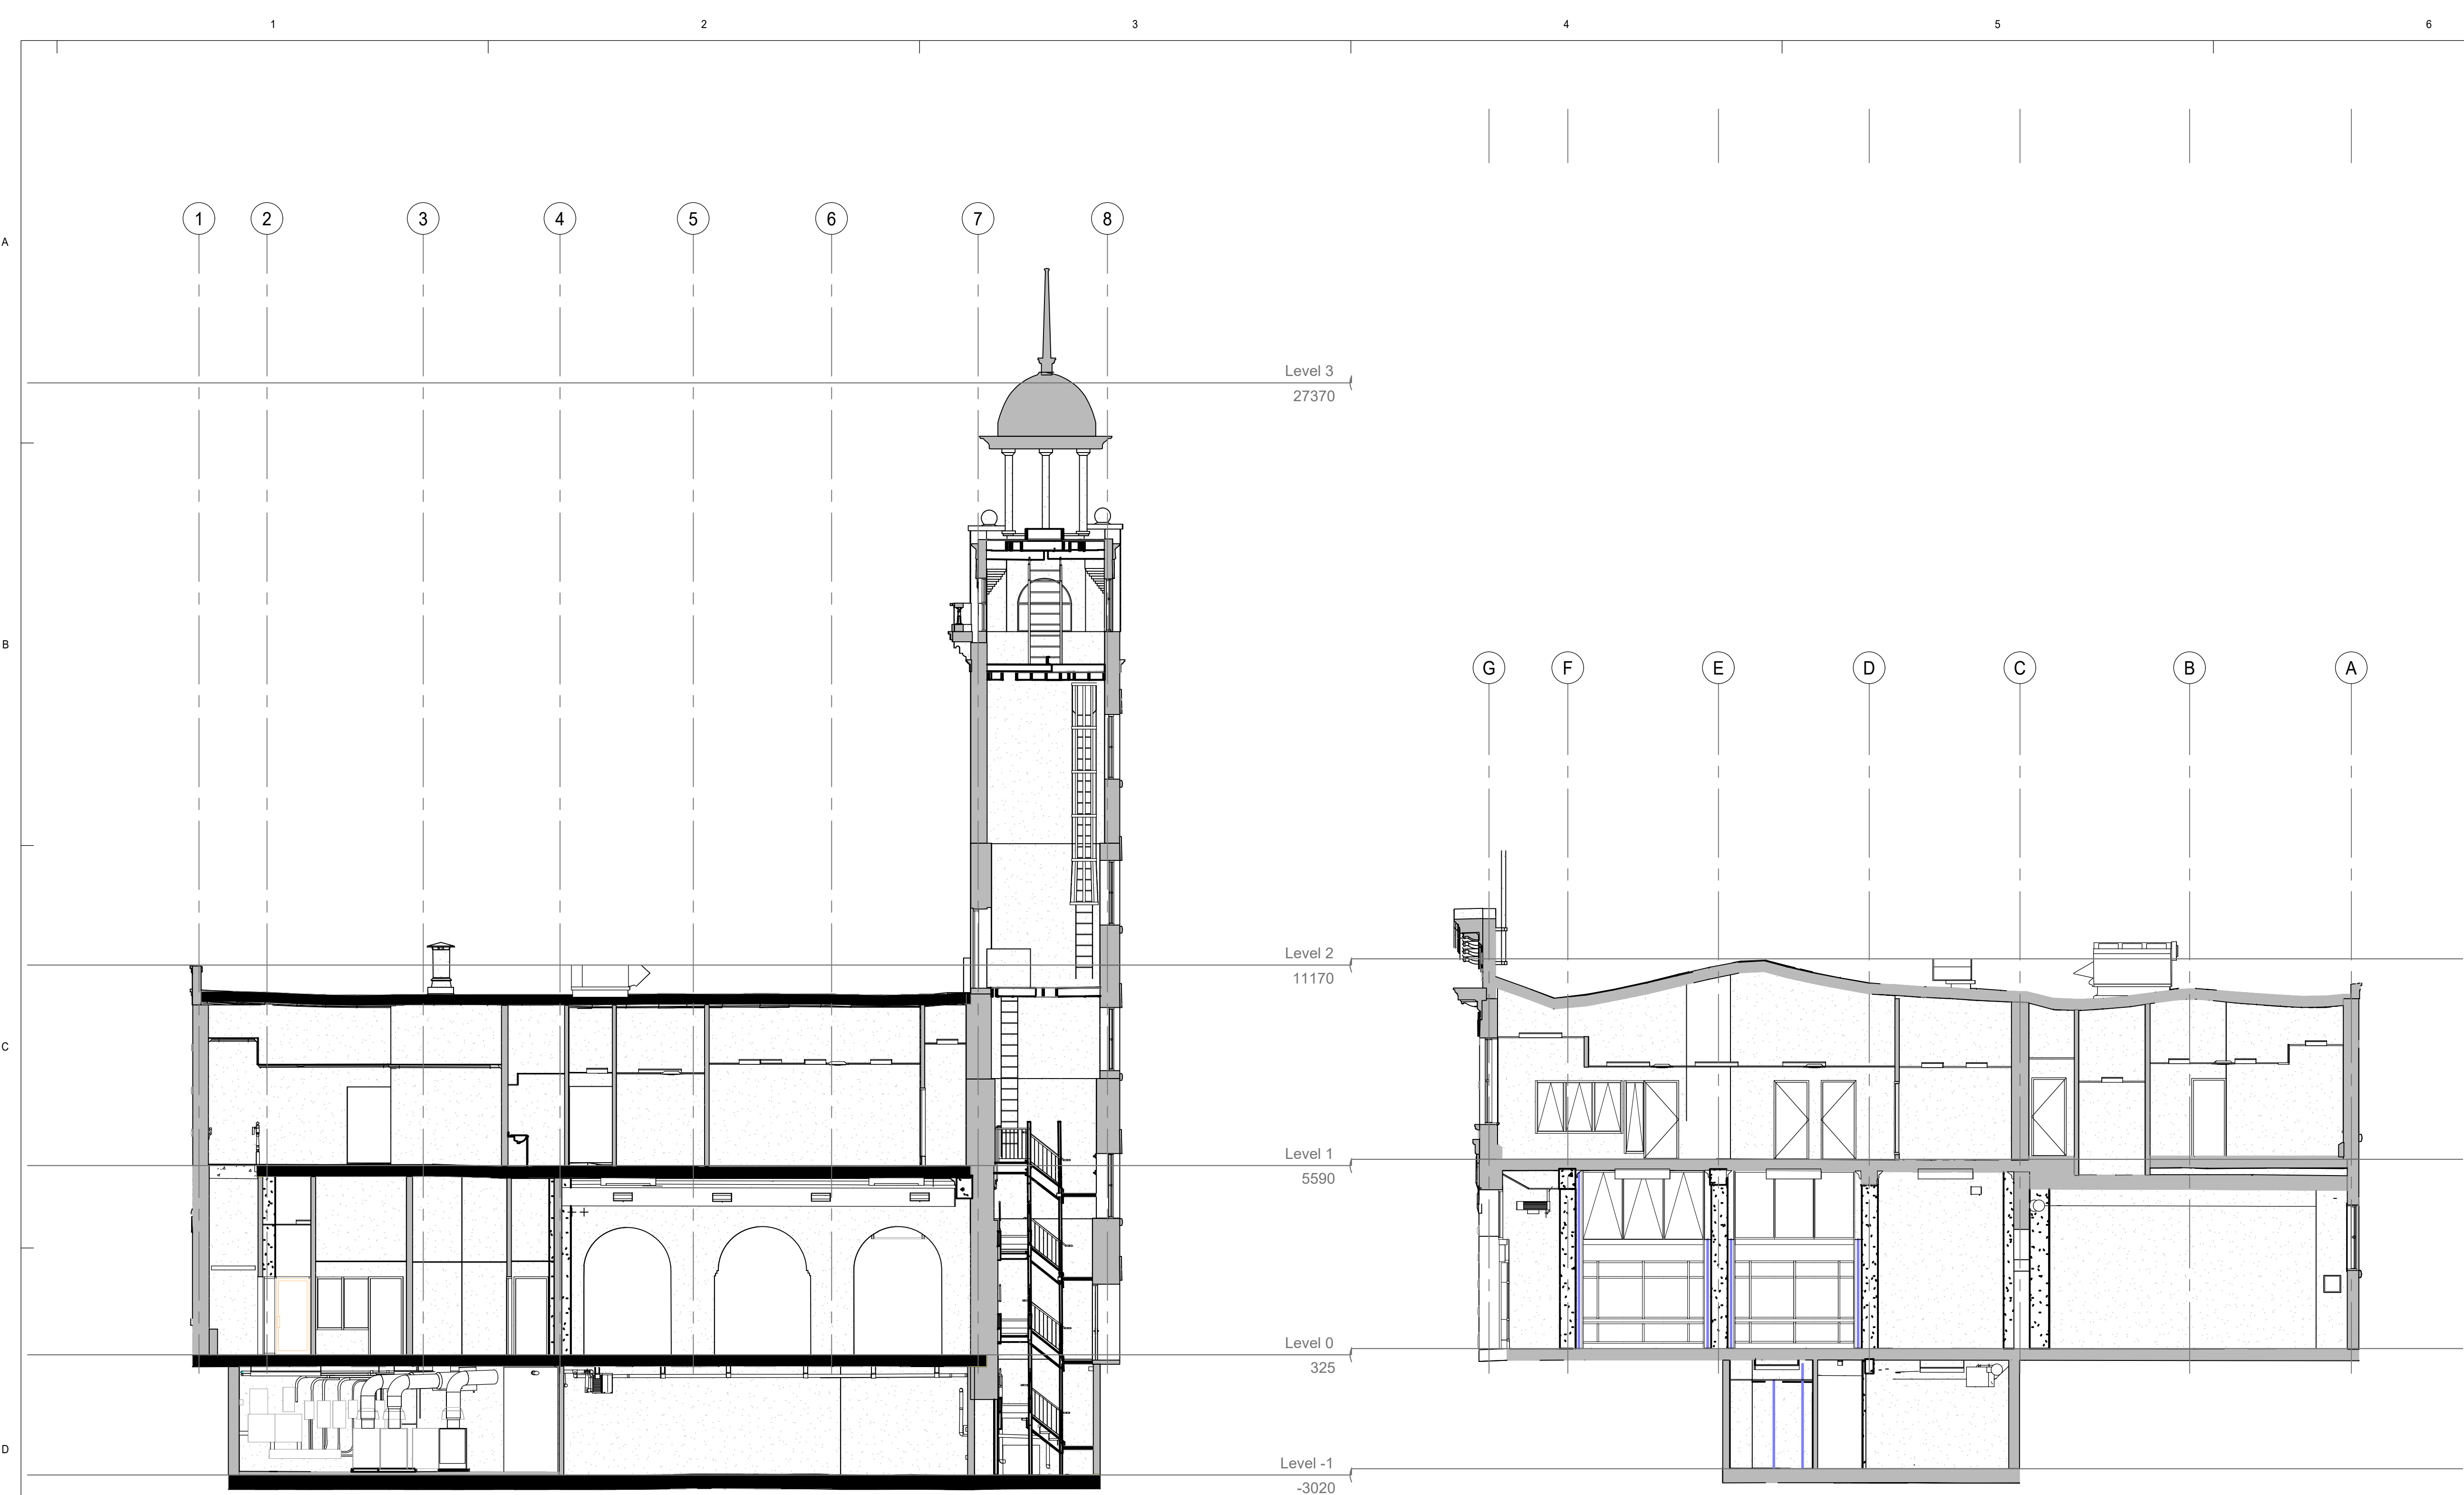 1 2 3 4 5 6
A
1 2 3 4 5 6 7 8
Level 3
27370
B
G F E D C B A
Level 2
11170
C
Level 1
5590
Level 0
325
D
Level -1
-3020